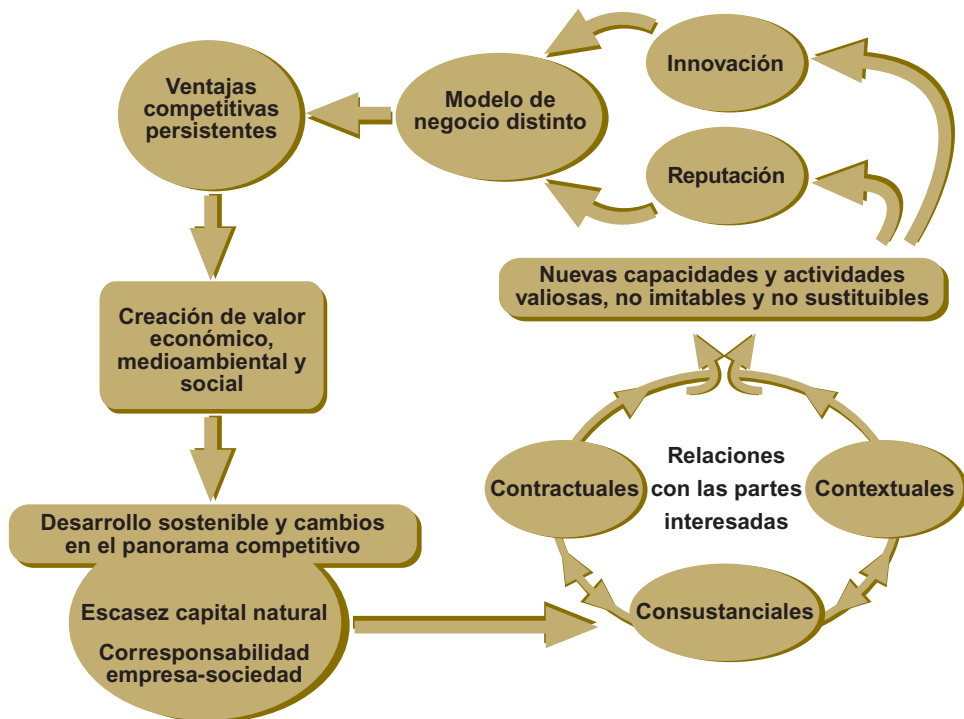 Ventajas
competitivas
persistentes
Modelo de
negocio distinto
Innovación
Reputación
Nuevas capacidades y actividades
valiosas, no imitables y no sustituibles
Creación de valor
económico,
medioambiental y
social
Relaciones
con las partes
interesadas
Contractuales
Contextuales
Consustanciales
Desarrollo sostenible y cambios
en el panorama competitivo
Escasez capital natural
Corresponsabilidad
empresa-sociedad